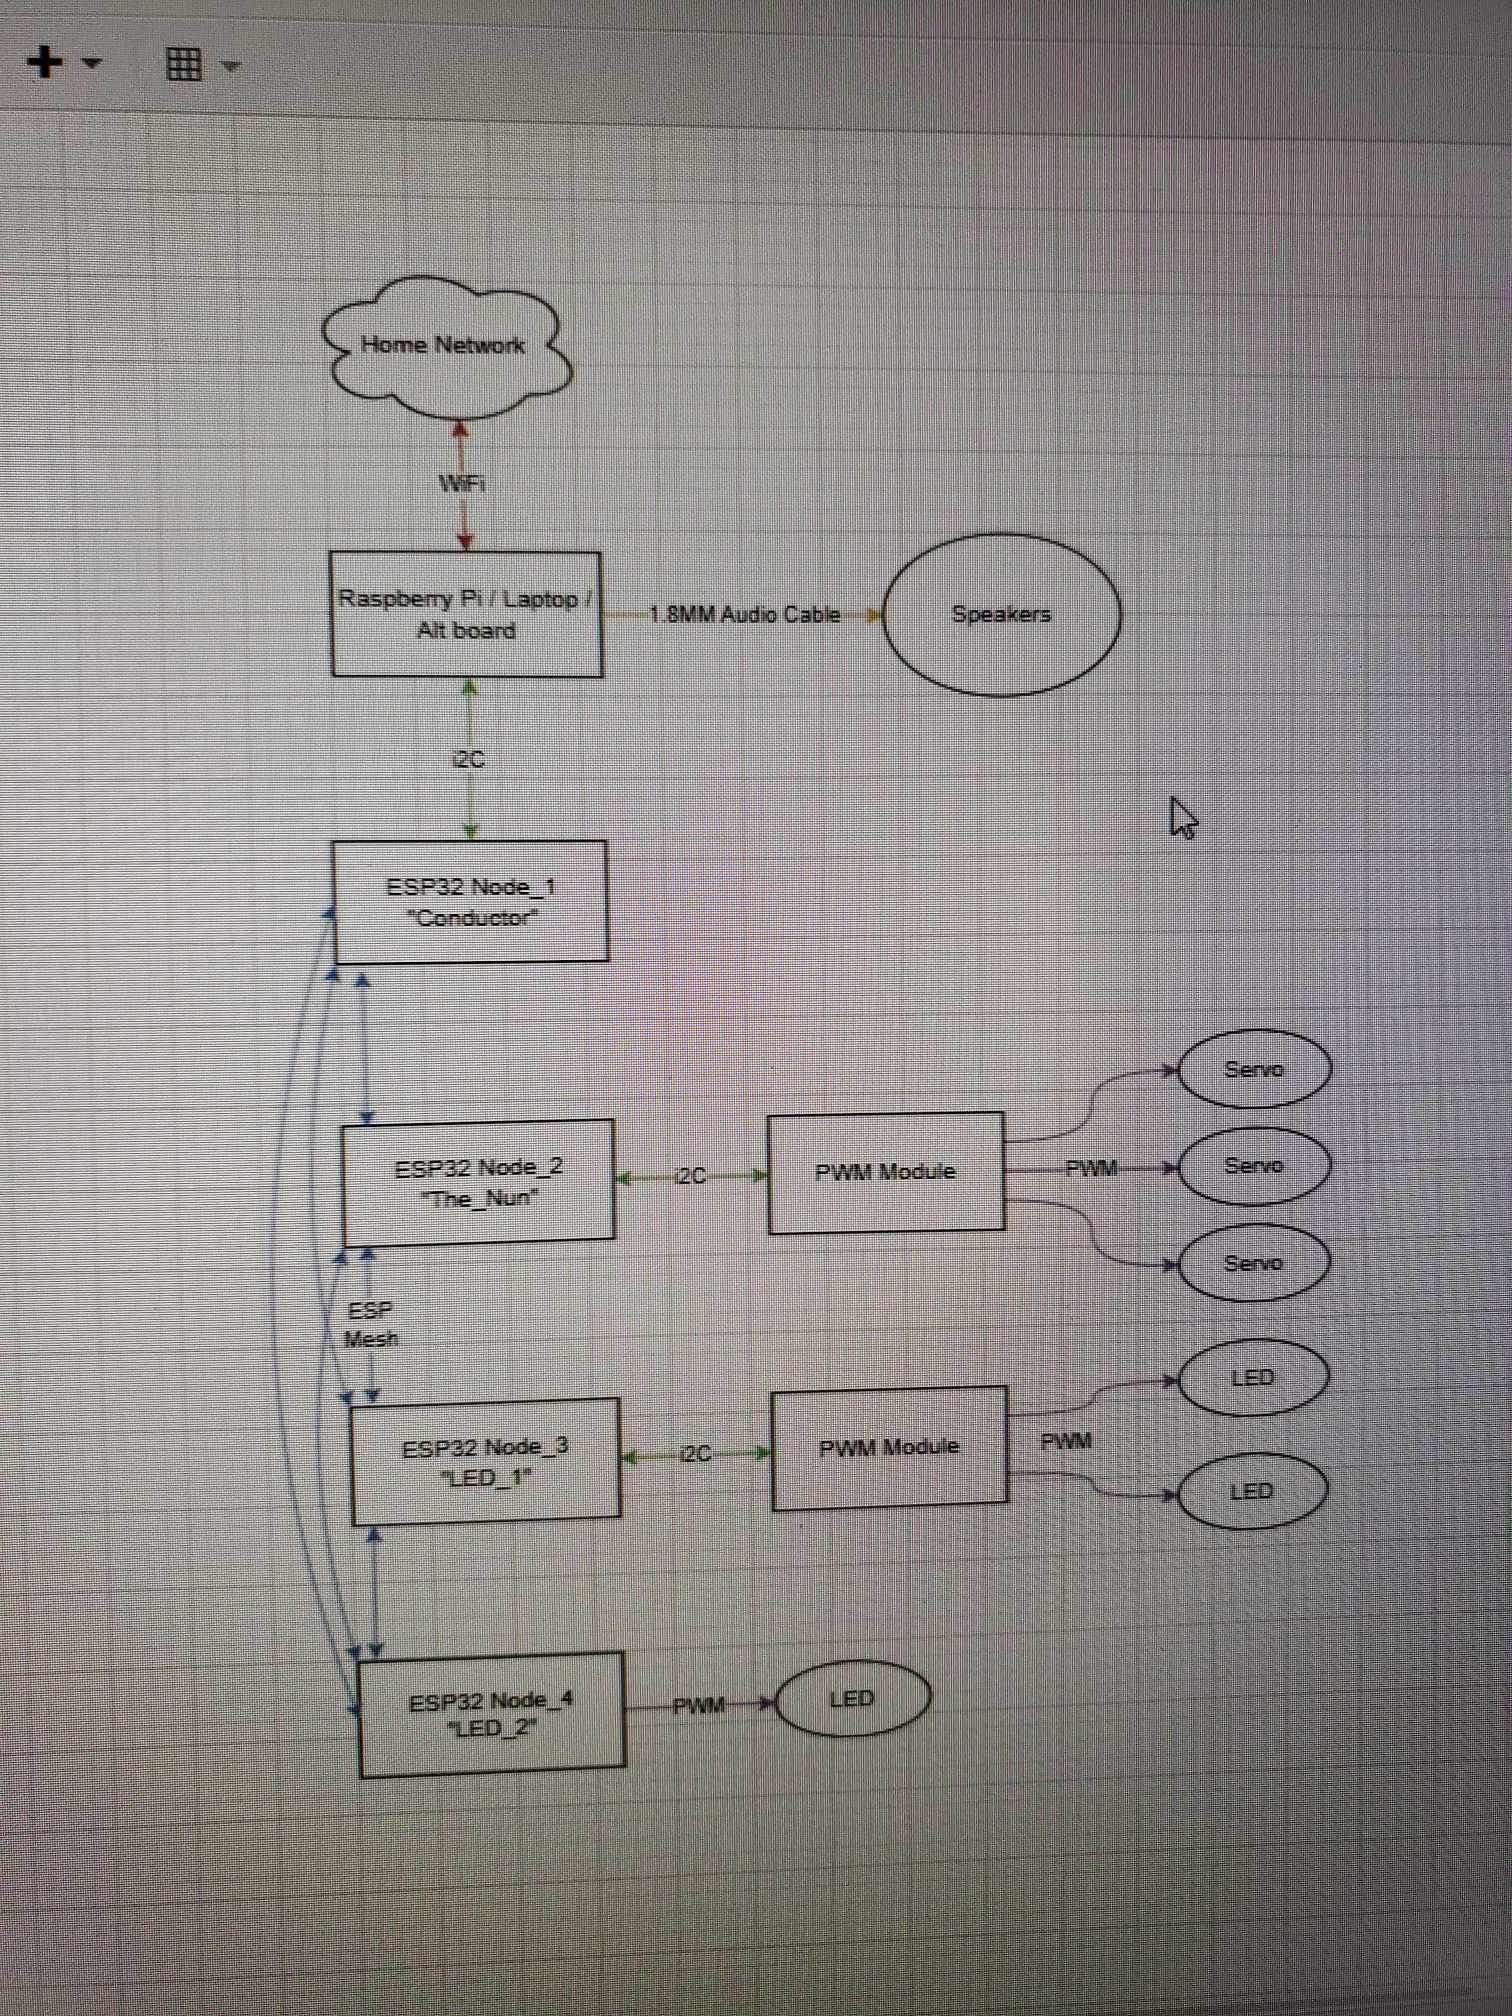 Home Network
WiFi
Raspberry Pi / Laptop /
Alt board
1.8MM Audio Cable
Speakers
i2C
ESP32 Node_1
"Conductor"
ESP32 Node_2
"The_Nun"
i2C
PWM Module
PWM
Servo
Servo
Servo
ESP
Mesh
ESP32 Node_3
"LED_1"
i2C
PWM Module
PWM
LED
LED
ESP32 Node_4
"LED_2"
PWM
LED